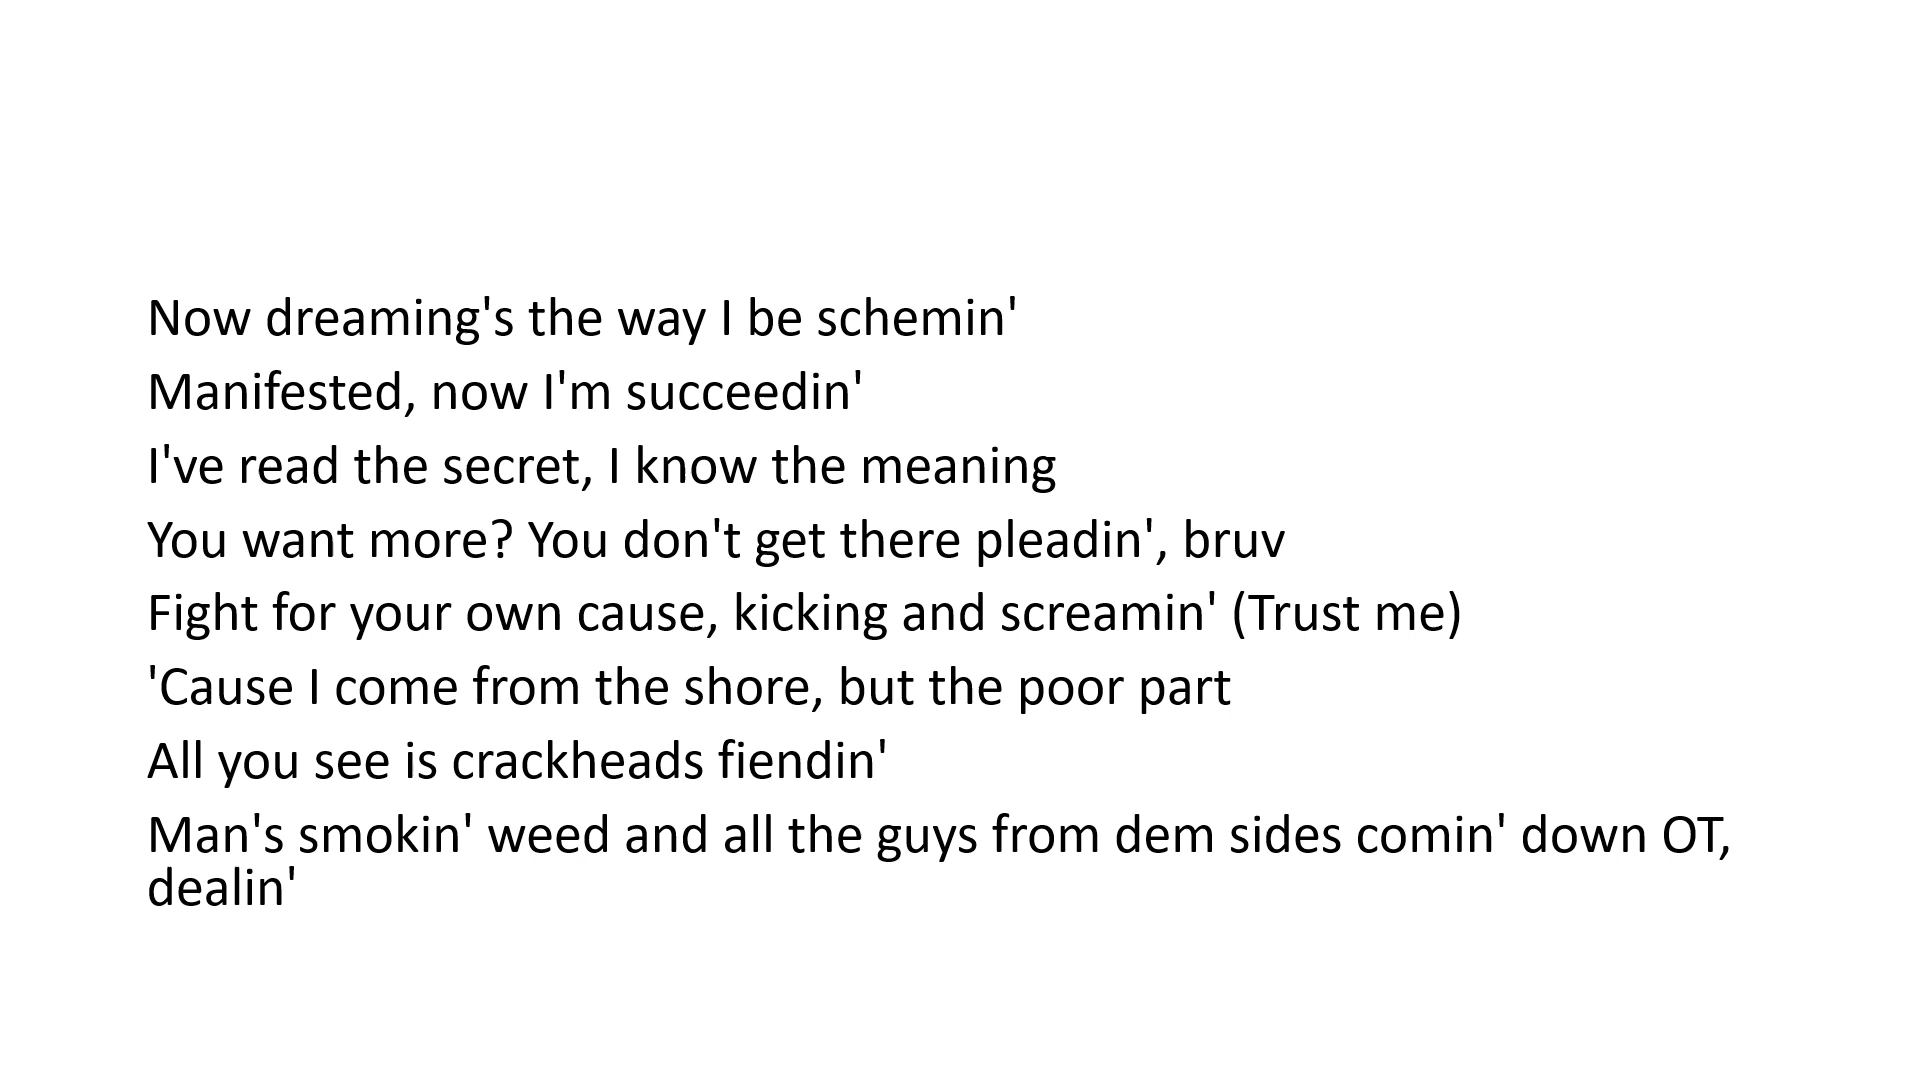 Now dreaming's the way I be schemin'
Manifested, now I'm succeedin'
I've read the secret, I know the meaning
You want more? You don't get there pleadin', bruv
Fight for your own cause, kicking and screamin' (Trust me)
'Cause I come from the shore, but the poor part
All you see is crackheads fiendin'
Man's smokin' weed and all the guys from dem sides comin' down OT,
dealin'